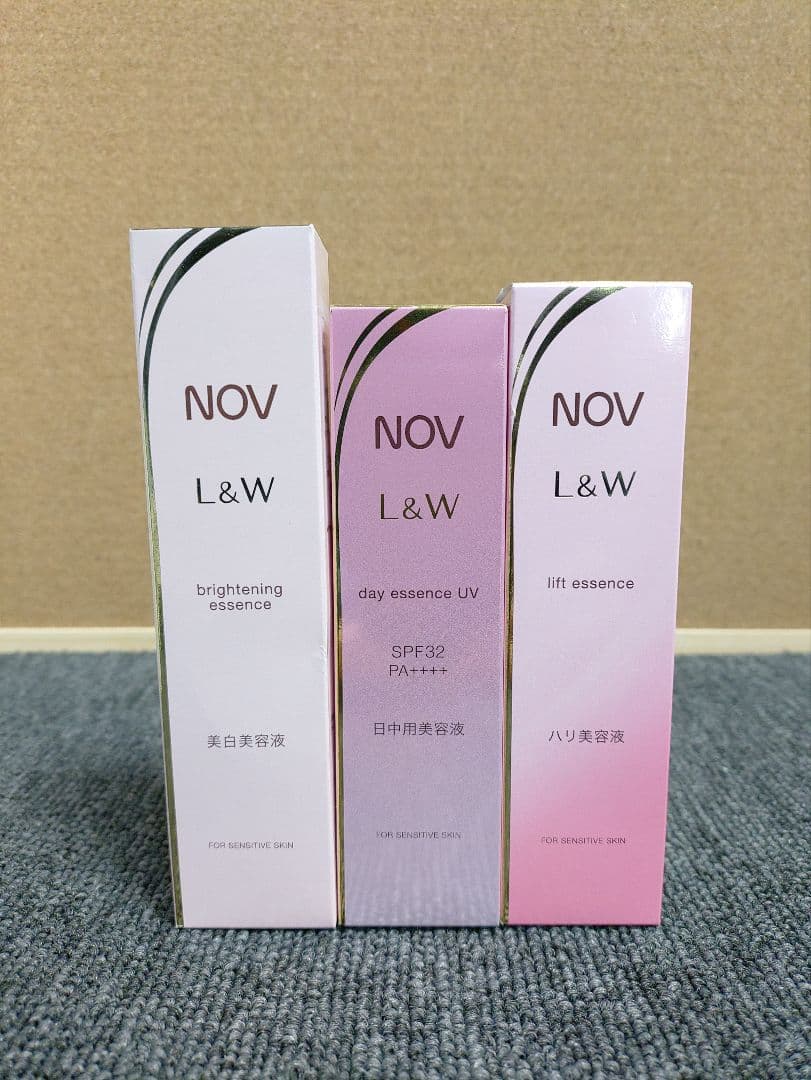 NOV
L&W
brightening
essence
美白美容液
FOR SENSITIVE SKIN
NOV
L&W
day essence UV
SPF32
PA++++
日中用美容液
FOR SENSITIVE SKIN
NOV
L&W
lift essence
ハリ美容液
FOR SENSITIVE SKIN